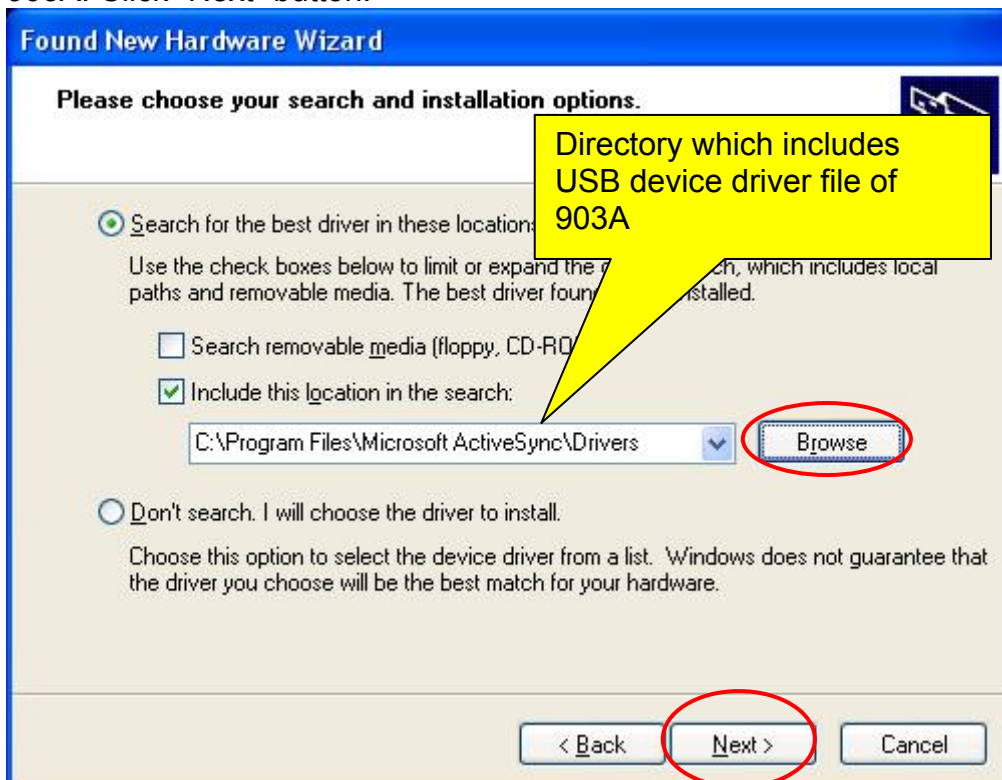 Found New Hardware Wizard
Please choose your search and installation options.
Directory which includes
USB device driver file of
903A
Search for the best driver in these locations
Use the check boxes below to limit or expand the
which includes local
paths and removable media. The best driver
installed.
Search removable media (floppy,
Include this location in the search:
C:\Program Files\Microsoft ActiveSync\Drivers
Browse
Don't search. I will choose the driver to install.
Choose this option to select the device driver from a list. Windows does not guarantee that
the driver you choose will be the best match for your hardware.
< Back
Next >
Cancel